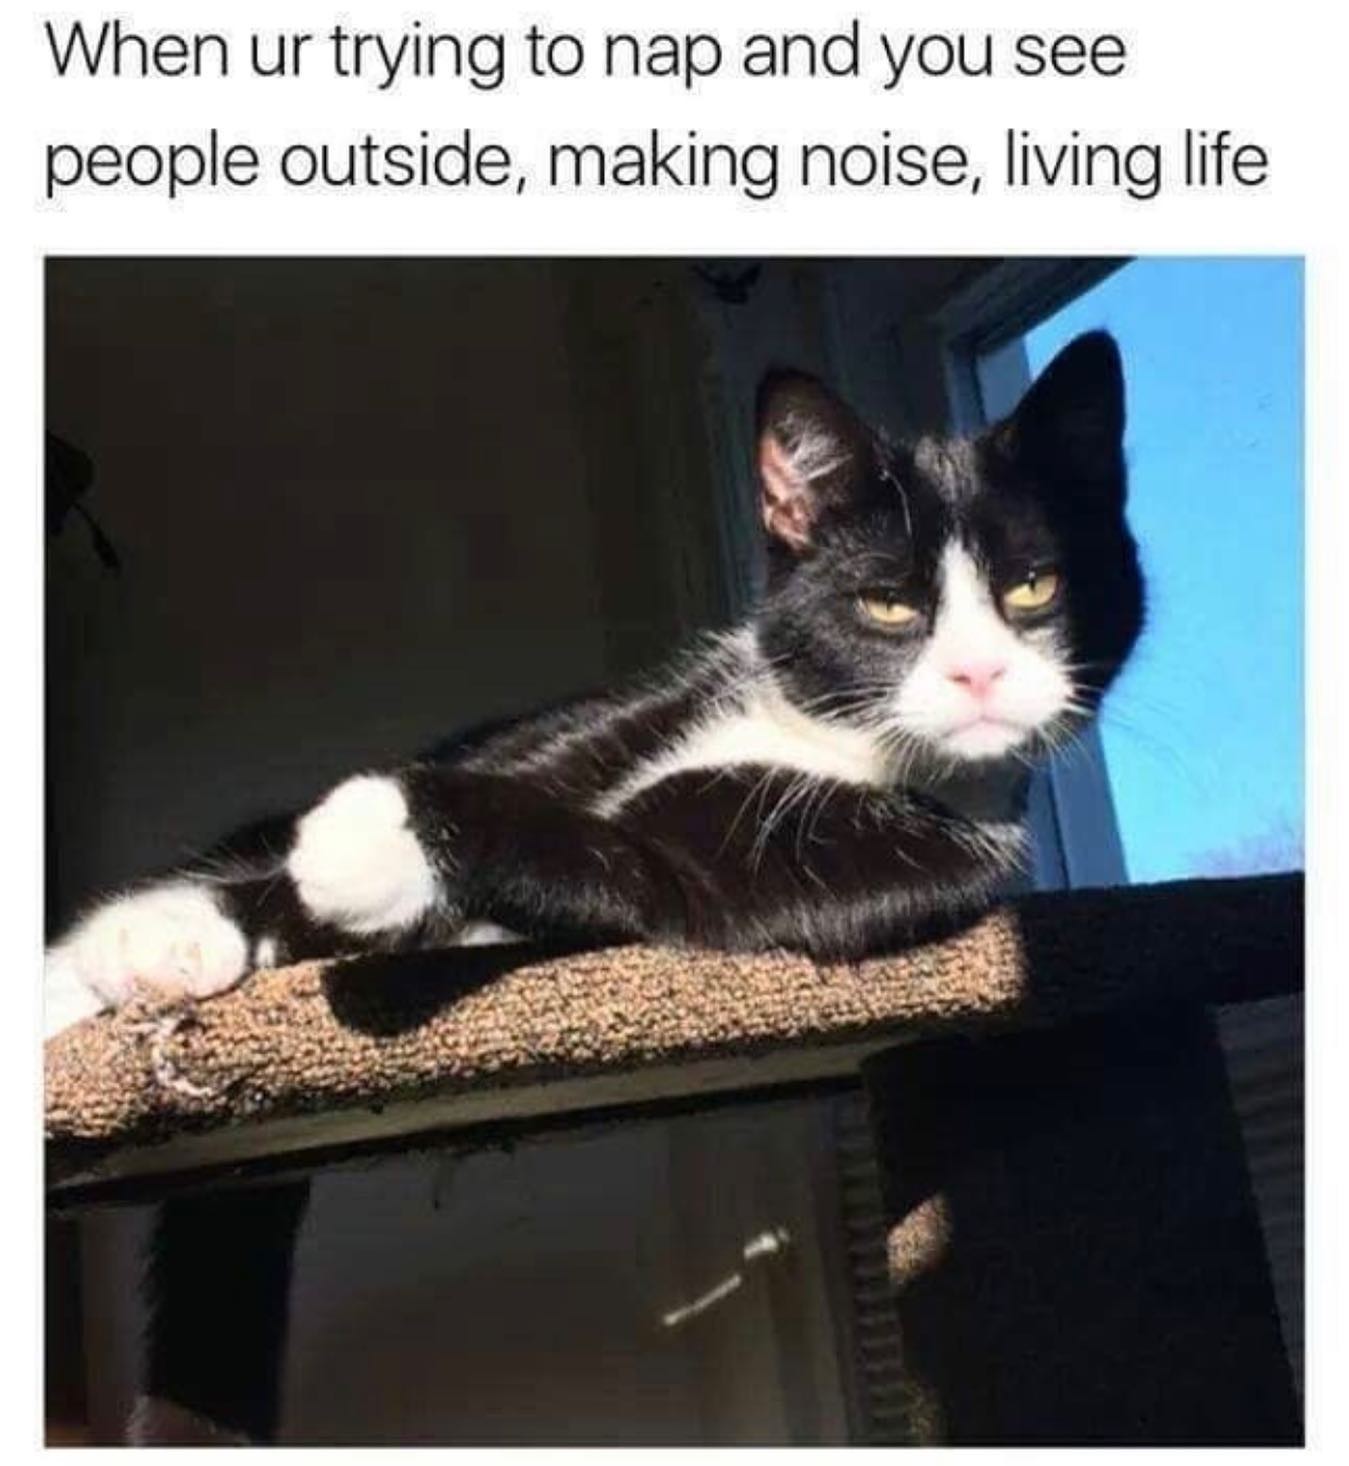 When ur trying to nap and you see
people outside, making noise, living life